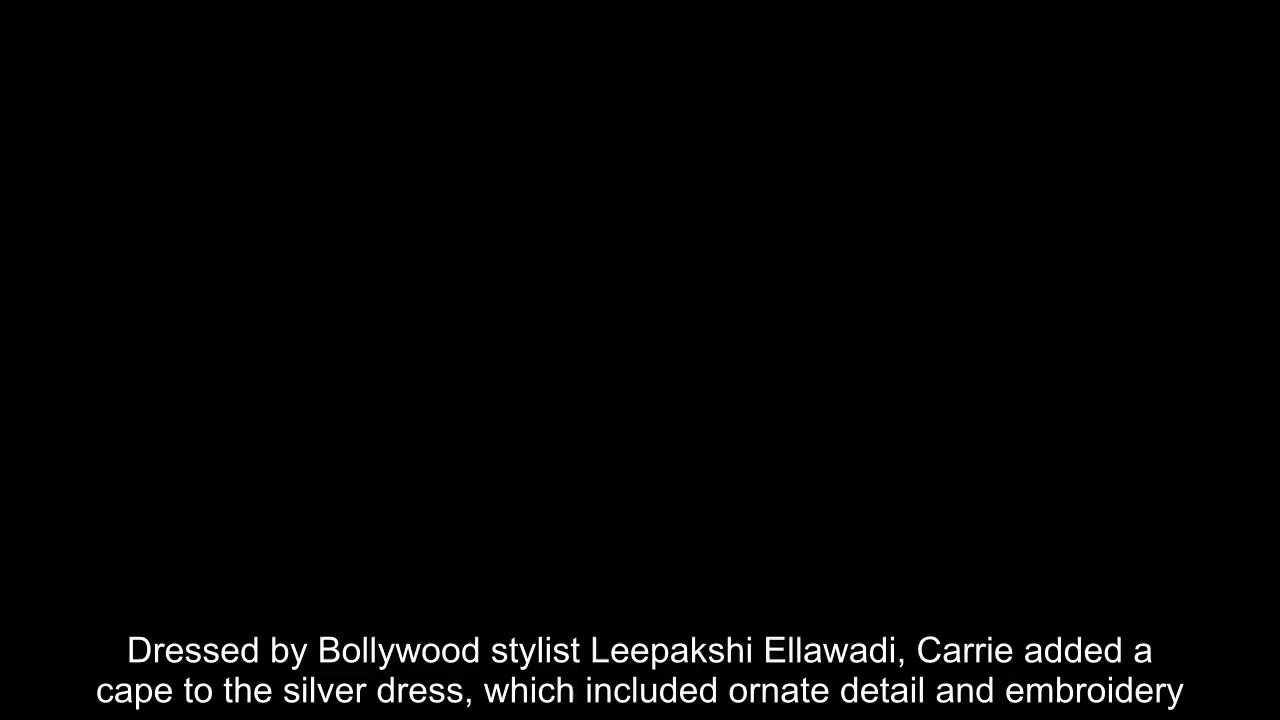 Dressed by Bollywood stylist Leepakshi Ellawadi, Carrie added a
cape to the silver dress, which included ornate detail and embroidery